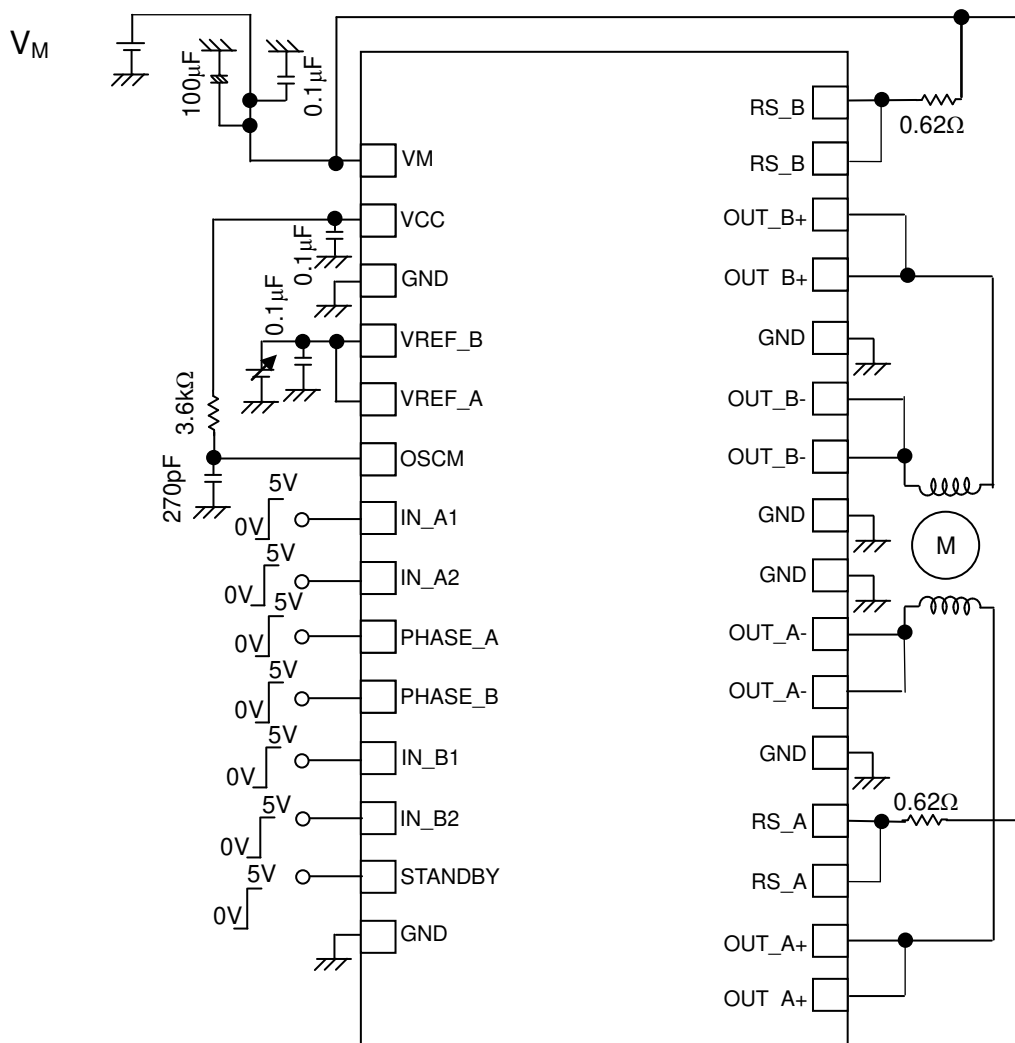 VM
100µF
0.1µF
VM
VCC
0.1µF
GND
0.1µF
VREF_B
VREF_A
3.6kΩ
OSCM
270pF
5V
0V
IN_A1
5V
0V
IN_A2
5V
0V
PHASE_A
5V
0V
PHASE_B
5V
0V
IN_B1
5V
0V
IN_B2
5V
0V
STANDBY
GND
RS_B
0.62Ω
RS_B
OUT_B+
OUT B+
GND
OUT_B-
OUT_B-
GND
M
GND
OUT_A-
OUT_A-
GND
0.62Ω
RS_A
RS_A
OUT_A+
OUT A+